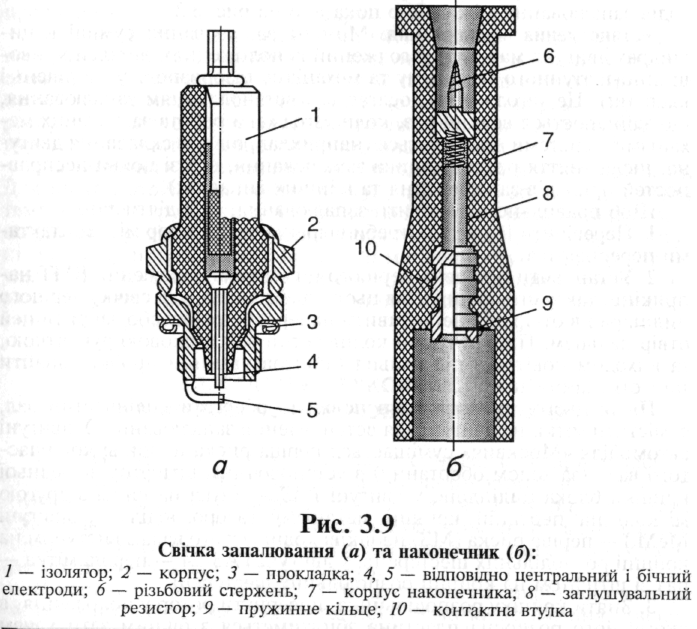 1
2
3
4
5
6
7
8
10
9
а
б
Рис. 3.9
Свічка запалювання (а) та наконечник (б):
1 — ізолятор; 2 — корпус; 3 — прокладка; 4, 5 — відповідно центральний і бічний
електроди; 6 — різьбовий стержень; 7 — корпус наконечника; 8 — заглушувальний
резистор; 9 — пружинне кільце; 10 — контактна втулка